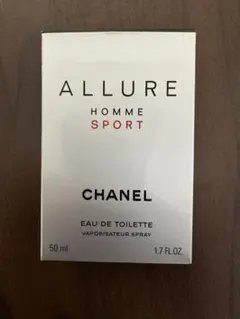 ALLURE
HOMME
SPORT
CHANEL
EAU DE TOILETTE
VAPORISATEUR SPRAY
50 ml 1.7 FL.OZ.